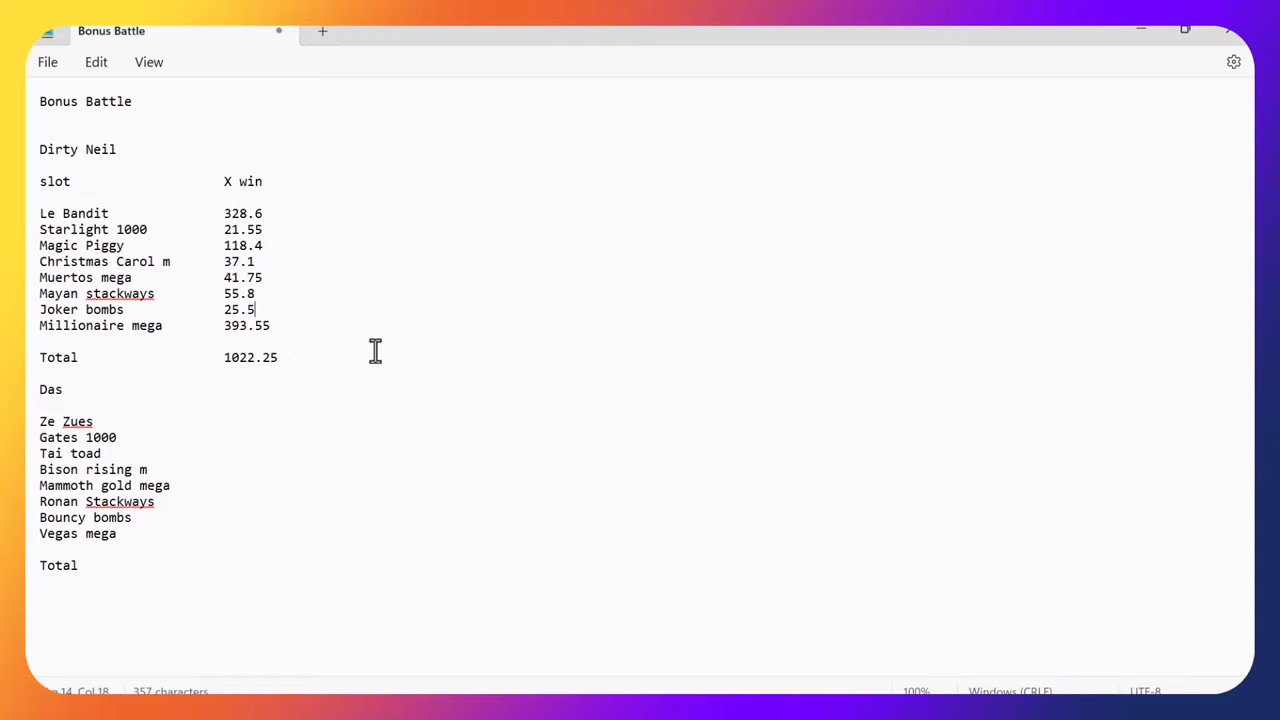 Bonus Battle
File Edit View
Bonus Battle
Dirty Neil
slot X win
Le Bandit 328.6
Starlight 1000 21.55
Magic Piggy 118.4
Christmas Carol m 37.1
Muertos mega 41.75
Mayan stackways 55.8
Joker bombs 25.5
Millionaire mega 393.55
Total 1022.25
Das
Ze Zues
Gates 1000
Tai toad
Bison rising m
Mammoth gold mega
Ronan Stackways
Bouncy bombs
Vegas mega
Total
14, Col 18 357 characters 100% Windows (CRLF) UTF-8